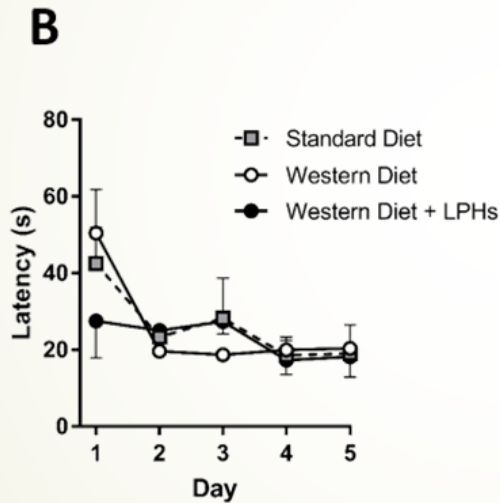 B
80
60
40
20
0
Latency (s)
Standard Diet
Western Diet
Western Diet + LPHs
1 2 3 4 5
Day